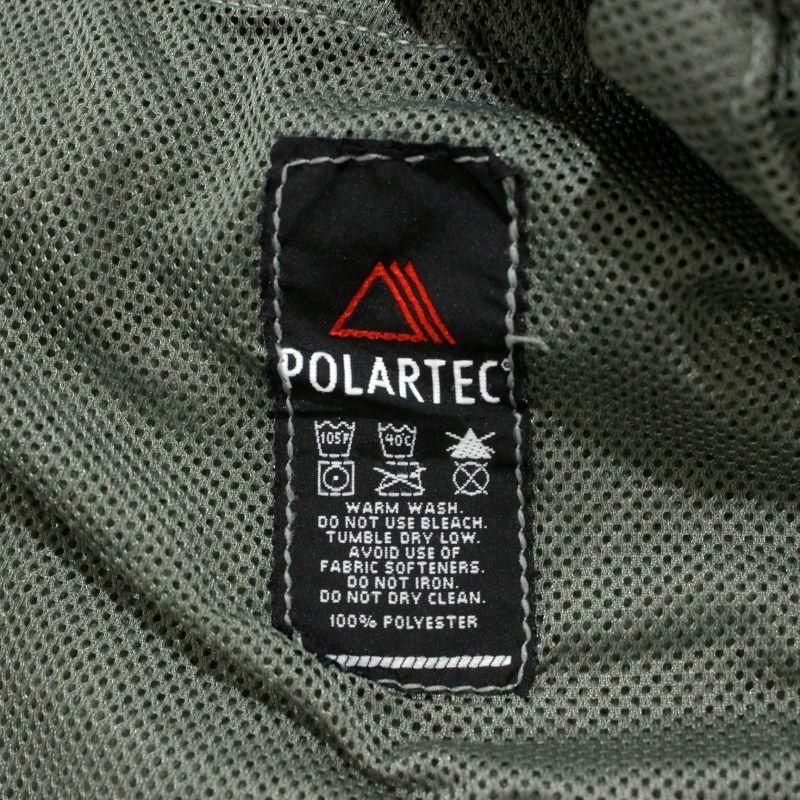 POLARTEC®
105F 40°C
WARM WASH.
DO NOT USE BLEACH.
TUMBLE DRY LOW.
AVOID USE OF
FABRIC SOFTENERS.
DO NOT IRON.
DO NOT DRY CLEAN.
100% POLYESTER